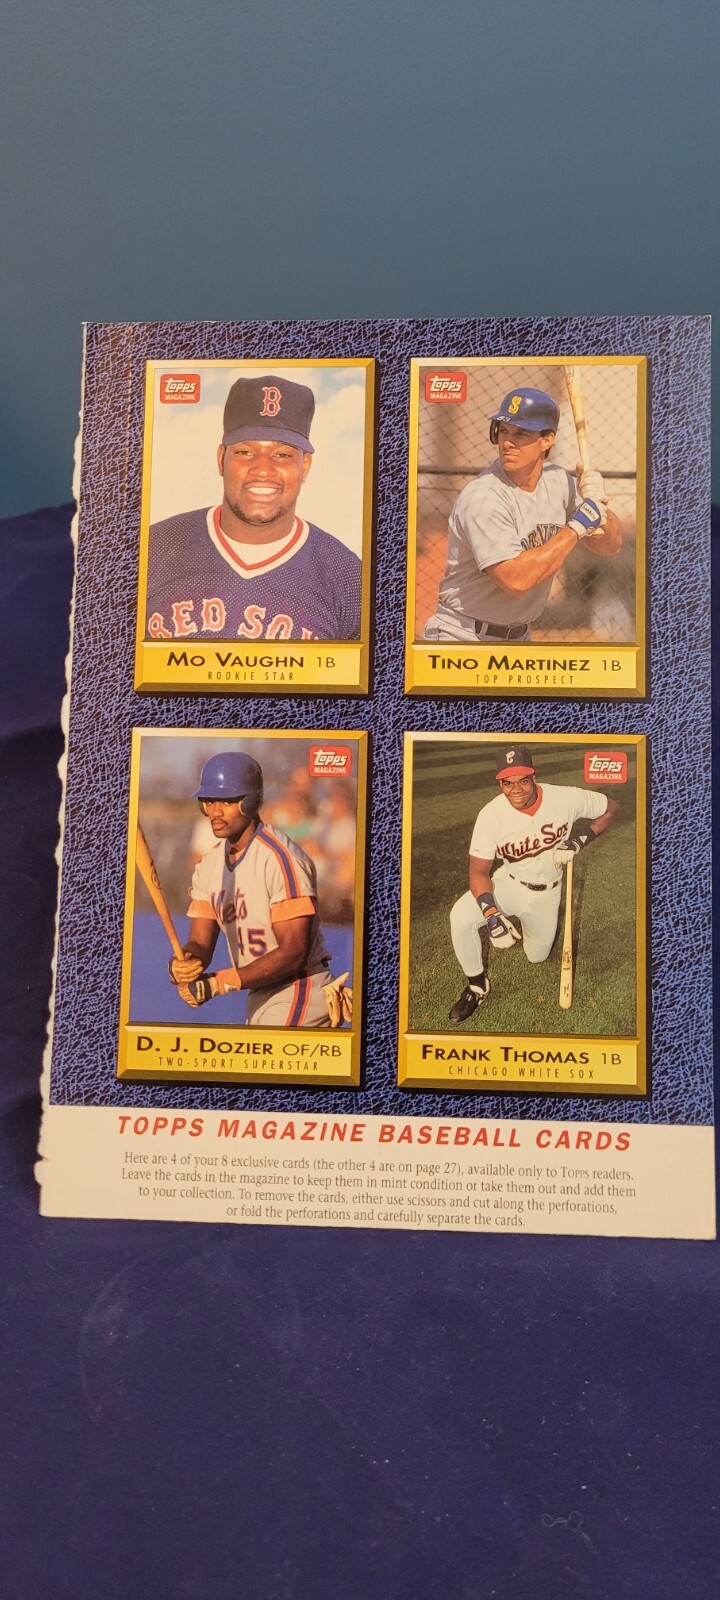 Topps
MAGAZINE
B
RED SO
MO VAUGHN 1B
ROOKIE STAR
Topps
MAGAZINE
S
TINO MARTINEZ 1B
TOP PROSPECT
Topps
MAGAZINE
Mets
45
D. J. DOZIER OF/RB
TWO-SPORT SUPERSTAR
Topps
MAGAZINE
C
White Sox
FRANK THOMAS 1B
CHICAGO WHITE SOX
TOPPS MAGAZINE BASEBALL CARDS
Here are 4 of your 8 exclusive cards (the other 4 are on page 27), available only to TOPPS readers.
Leave the cards in the magazine to keep them in mint condition or take them out and add them
to your collection. To remove the cards, either use scissors and cut along the perforations,
or fold the perforations and carefully separate the cards.